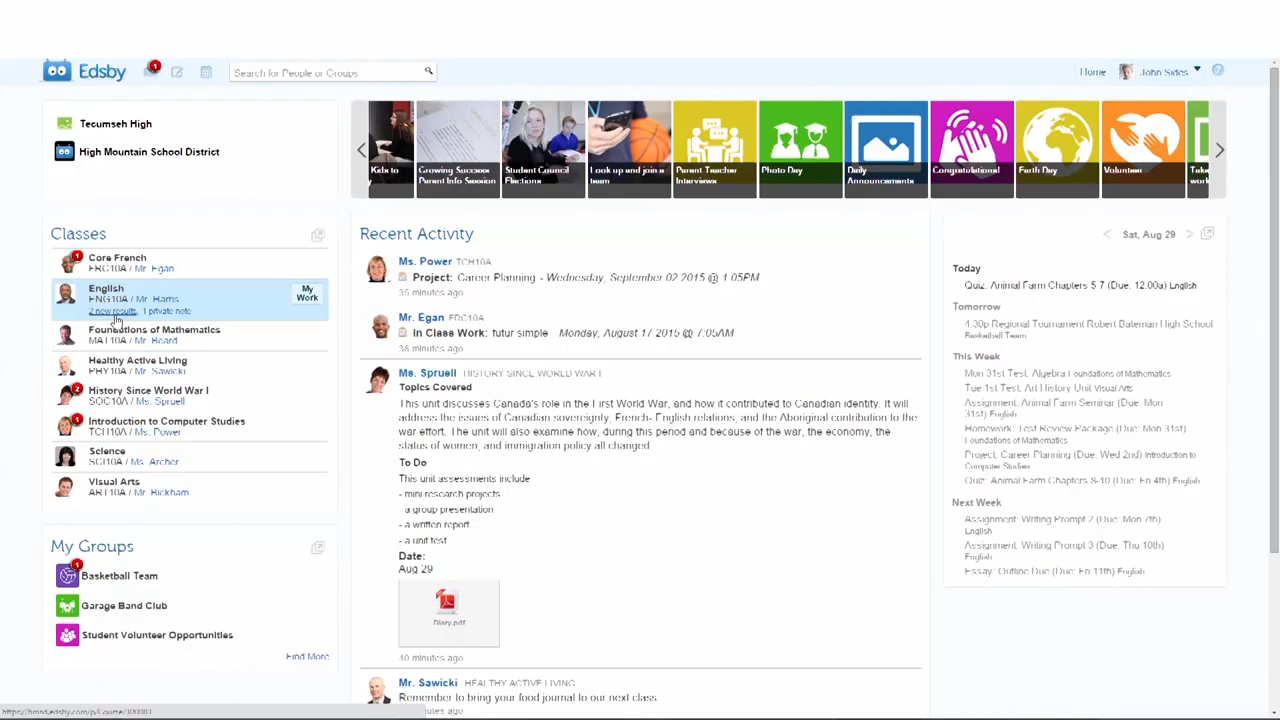 Edsby
1
Search for People or Groups
Home
John Sides
Tecumseh High
High Mountain School District
Kids to
Growing Success
Parent Info Session
Student Council
Elections
Look up and join a
team
Parent Teacher
Interviews
Photo Day
Daily
Announcements
Congratulations!
Earth Day
Volunteer
Classes
1
Core French
FRC10A / Mr. Egan
English
ENG10A / Mr. Harris
2 new results, 1 private note
My
Work
Foundations of Mathematics
MAT10A / Mr. Beard
Healthy Active Living
PHY10A / Mr. Sawicki
2
History Since World War I
SOC10A / Ms. Spruell
1
Introduction to Computer Studies
TCH10A / Ms. Power
Science
SCI10A / Ms. Archer
Visual Arts
ART10A / Mr. Bickham
My Groups
1
Basketball Team
Garage Band Club
Student Volunteer Opportunities
Find More
Recent Activity
Ms. Power TCH10A
Project: Career Planning - Wednesday, September 02 2015 @ 1:05PM
35 minutes ago
Mr. Egan FRC10A
In Class Work: futur simple Monday, August 17 2015 @ 7:05AM
38 minutes ago
Ms. Spruell HISTORY SINCE WORLD WAR I
Topics Covered
This unit discusses Canada's role in the First World War, and how it contributed to Canadian identity. It will
address the issues of Canadian sovereignty, French- English relations, and the Aboriginal contribution to the
war effort. The unit will also examine how, during this period and because of the war, the economy, the
status of women, and immigration policy all changed
To Do
This unit assessments include
- mini research projects
- a group presentation
- a written report
- a unit test
Date:
Aug 29
Diary.pdf
40 minutes ago
Mr. Sawicki HEALTHY ACTIVE LIVING
Remember to bring your food journal to our next class
minutes ago
< Sat, Aug 29 >
Today
Quiz: Animal Farm Chapters 5-7 (Due: 12:00a) English
Tomorrow
4:30p Regional Tournament Robert Bateman High School
Basketball Team
This Week
Mon 31st Test: Algebra Foundations of Mathematics
Tue 1st Test: Art History Unit Visual Arts
Assignment: Animal Farm Seminar (Due: Mon
31st) English
Homework: Test Review Package (Due: Mon 31st)
Foundations of Mathematics
Project: Career Planning (Due: Wed 2nd) Introduction to
Computer Studies
Quiz: Animal Farm Chapters 8-10 (Due: Fri 4th) English
Next Week
Assignment: Writing Prompt 2 (Due: Mon 7th)
English
Assignment: Writing Prompt 3 (Due: Thu 10th)
English
Essay: Outline Due (Due: Fri 11th) English